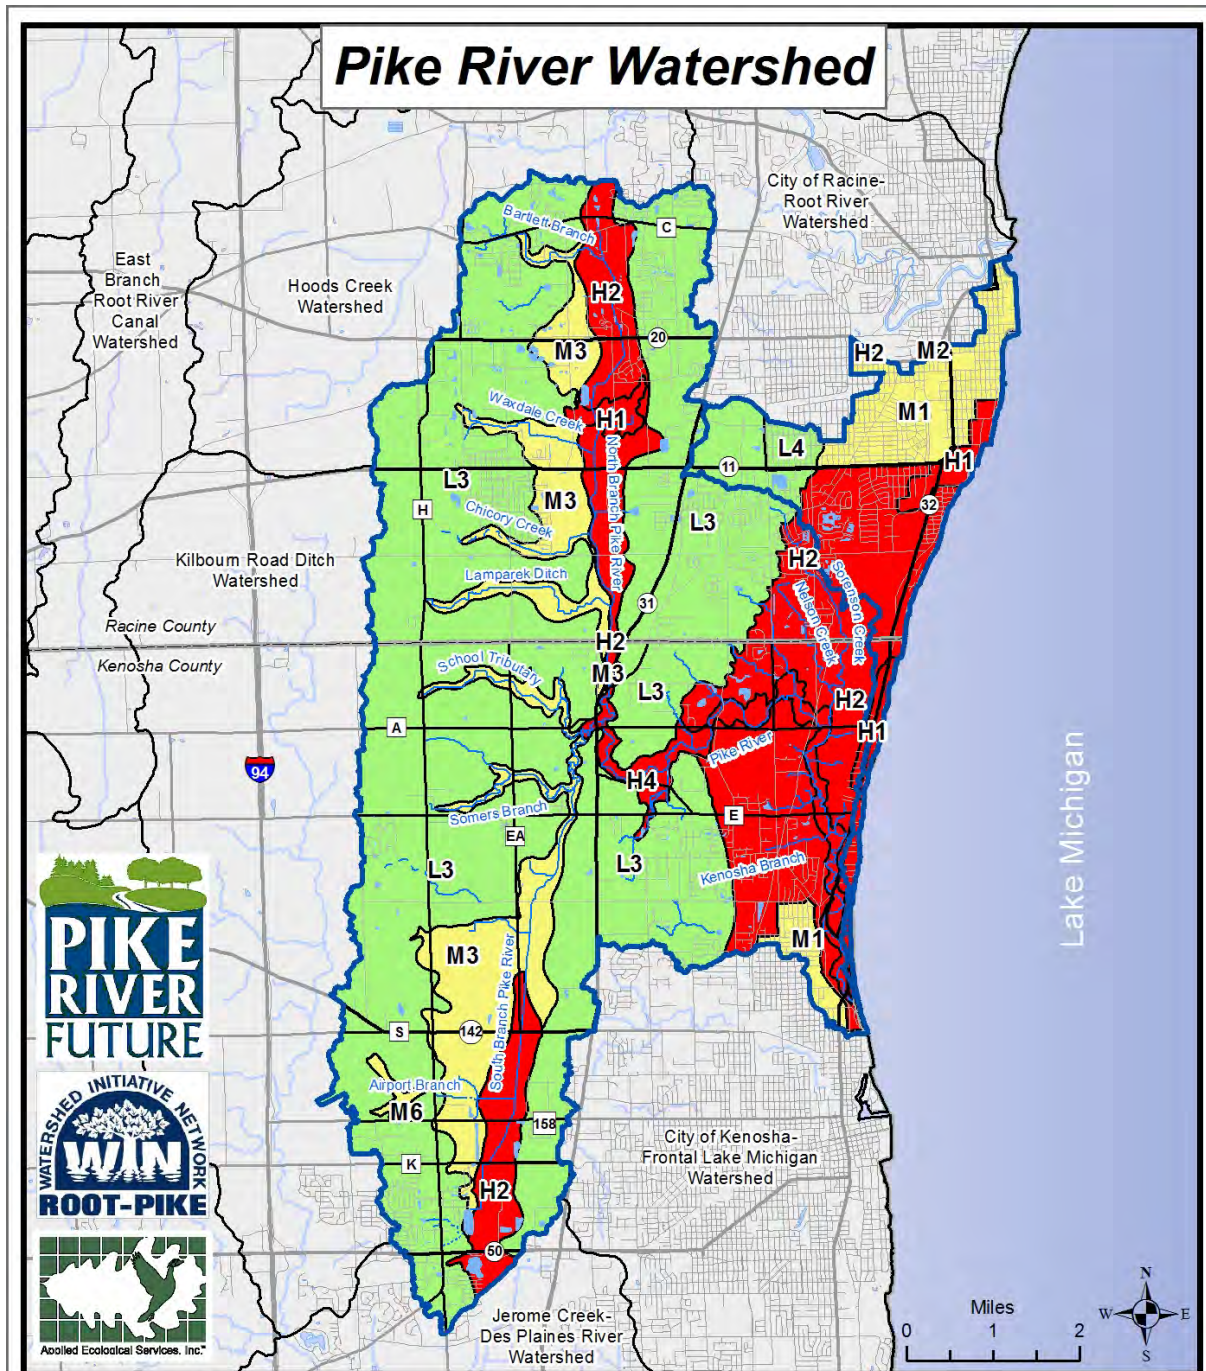 Pike River Watershed
City of Racine-
Root River
Watershed
East
Branch
Root River
Canal
Watershed
Hoods Creek
Watershed
Bartlett Branch
C
H2
20
M3
H2
M2
M1
Waxdale Creek
H1
North Branch Pike River
L4
11
H1
L3
H
M3
32
Chicory Creek
L3
Kilbourn Road Ditch
Watershed
H2
Sorenson Creek
Nelson Creek
Lamparek Ditch
31
Racine County
Kenosha County
H2
M3
School Tributary
L3
H2
A
H1
Pike River
94
H4
Lake Michigan
Somers Branch
E
EA
L3
L3
Kenosha Branch
PIKE
RIVER
FUTURE
M3
M1
South Branch Pike River
S
142
Airport Branch
M6
158
WATERSHED INITIATIVE NETWORK
WIN
ROOT-PIKE
City of Kenosha-
Frontal Lake Michigan
Watershed
K
H2
50
Applied Ecological Services, Inc.™
Jerome Creek-
Des Plaines River
Watershed
Miles
0 1 2
N
W E
S